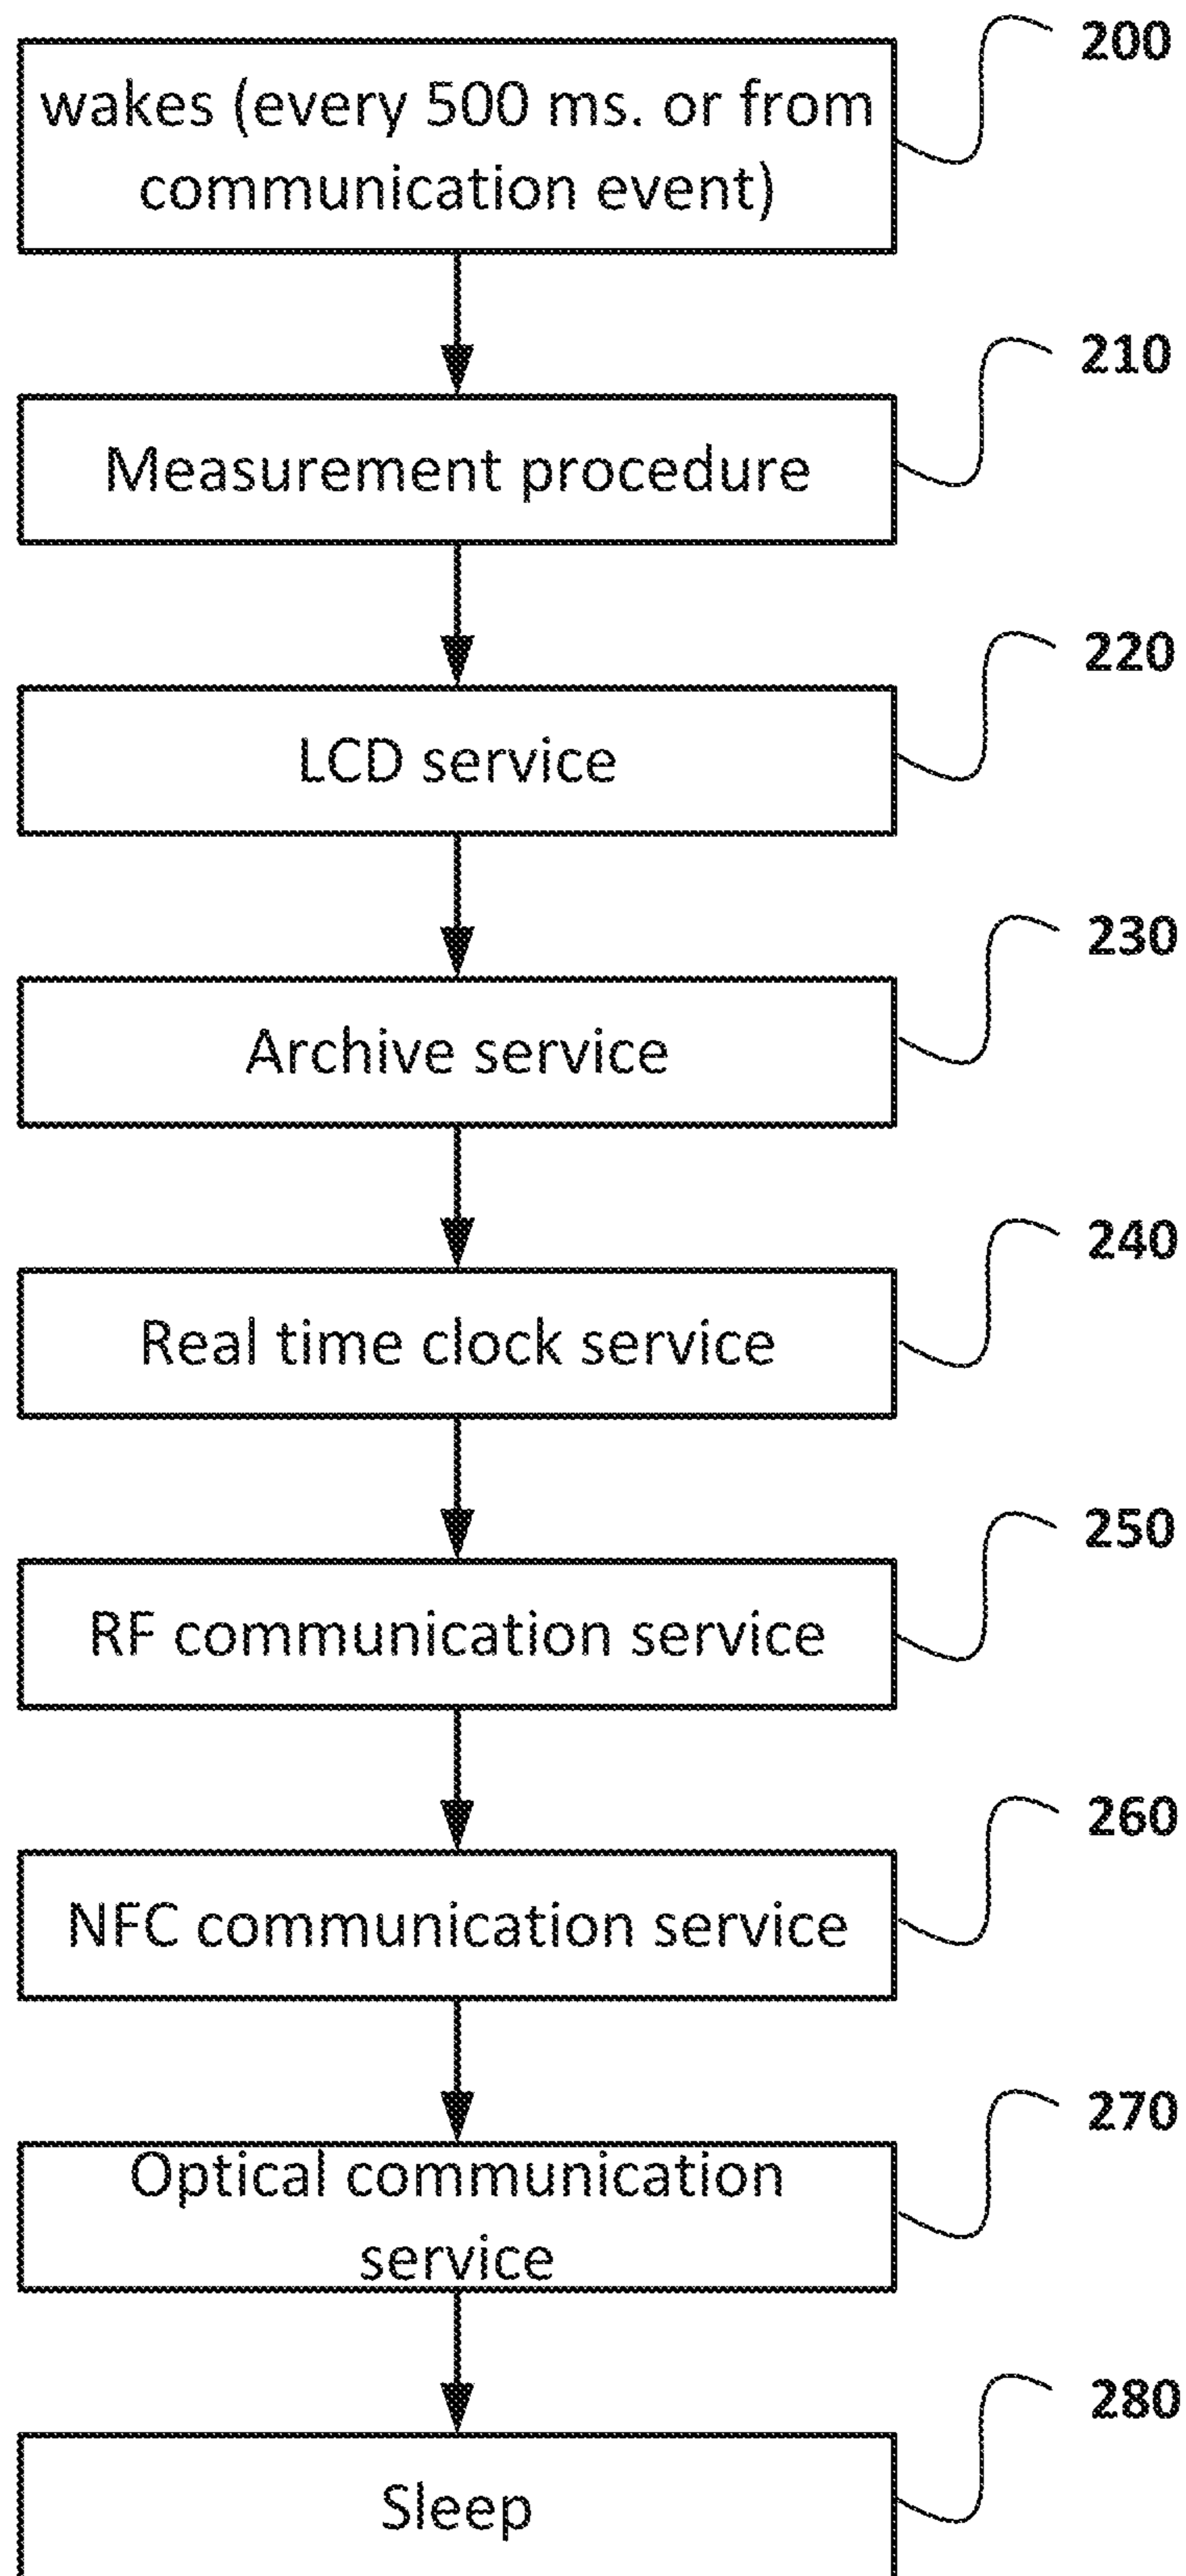 200
wakes (every 500 ms. or from
communication event)
210
Measurement procedure
220
LCD service
230
Archive service
240
Real time clock service
250
RF communication service
260
NFC communication service
270
Optical communication
service
280
Sleep